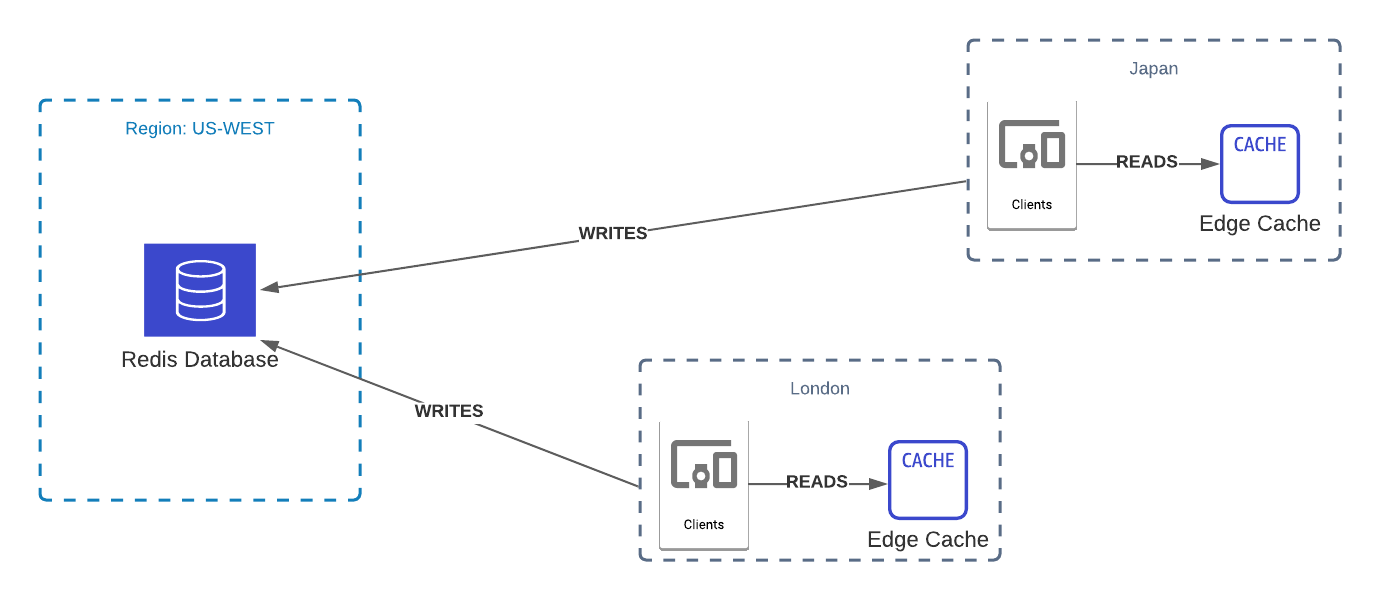 Region: US-WEST
Redis Database
WRITES
WRITES
Japan
Clients
READS
CACHE
Edge Cache
London
Clients
READS
CACHE
Edge Cache